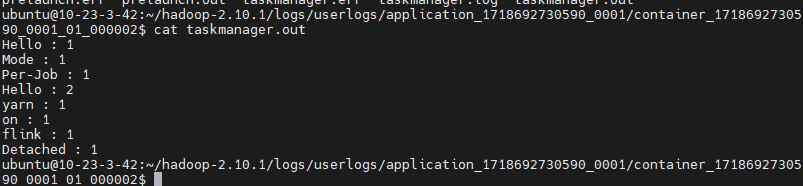 prelaunch.err prelaunch.out taskmanager.err taskmanager.log taskmanager.out
ubuntu@10-23-3-42:~/hadoop-2.10.1/logs/userlogs/application_1718692730590_0001/container_17186927305
90_0001_01_000002$ cat taskmanager.out
Hello : 1
Mode : 1
Per-Job : 1
Hello : 2
yarn : 1
on : 1
flink : 1
Detached : 1
ubuntu@10-23-3-42:~/hadoop-2.10.1/logs/userlogs/application_1718692730590_0001/container_17186927305
90_0001_01_000002$